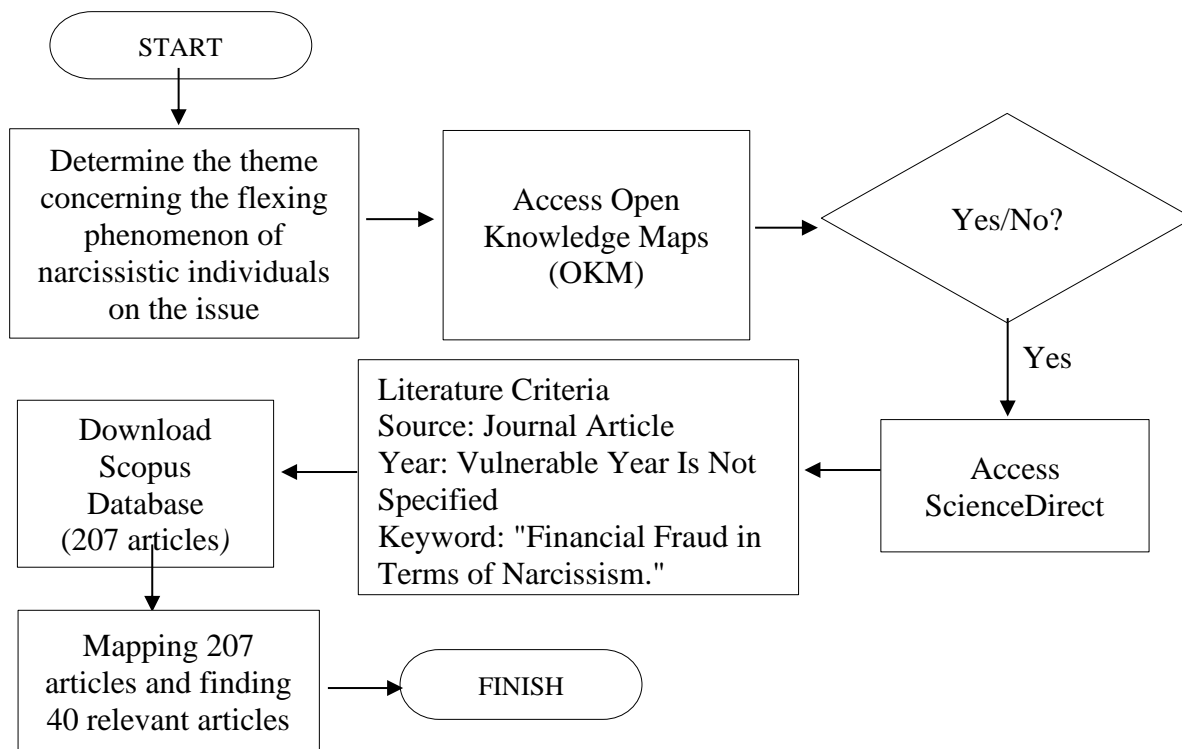 START
Determine the theme
concerning the flexing
phenomenon of
narcissistic individuals
on the issue
Access Open
Knowledge Maps
(OKM)
Yes/No?
Yes
Access
ScienceDirect
Literature Criteria
Source: Journal Article
Year: Vulnerable Year Is Not
Specified
Keyword: "Financial Fraud in
Terms of Narcissism."
Download
Scopus
Database
(207 articles)
Mapping 207
articles and finding
40 relevant articles
FINISH